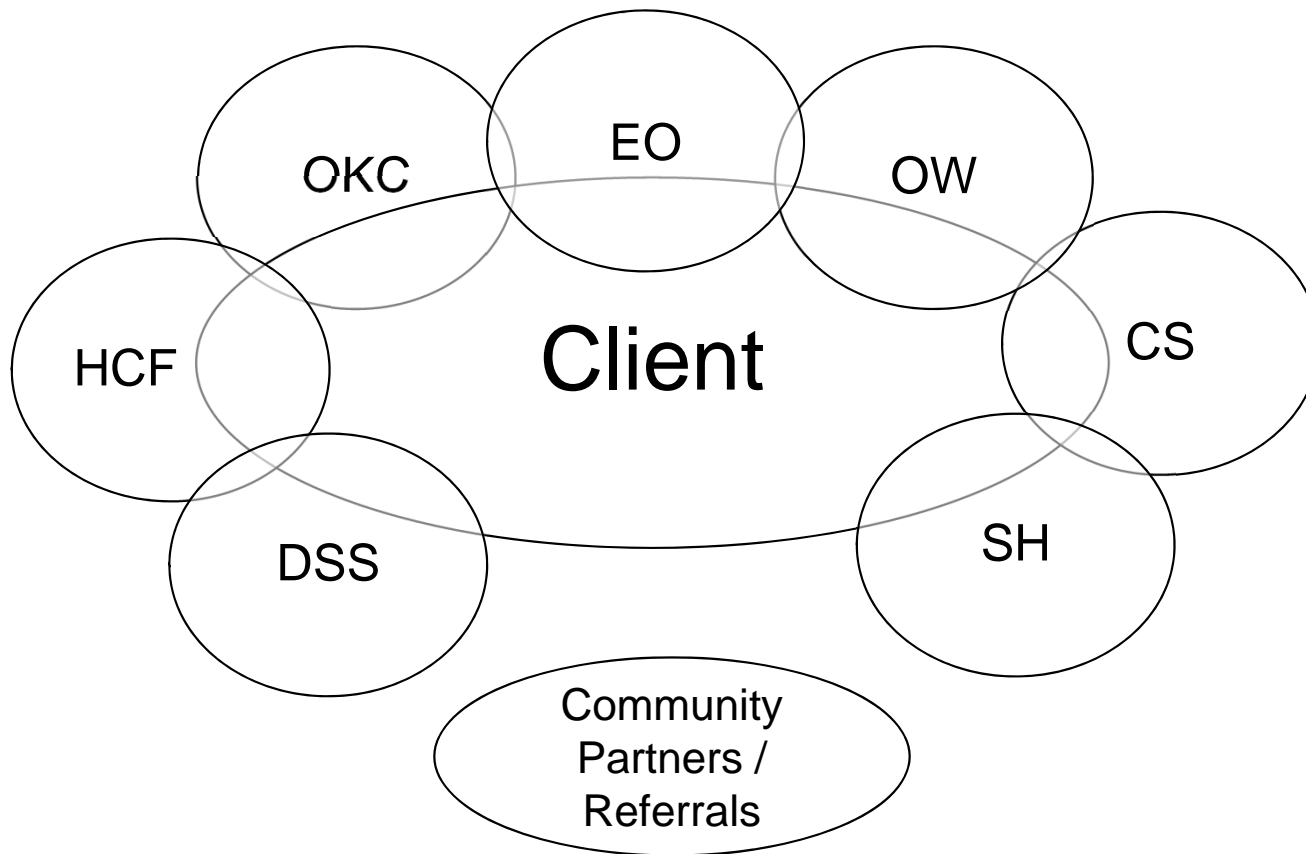 EO
OKC
OW
CS
HCF
Client
SH
DSS
Community
Partners /
Referrals